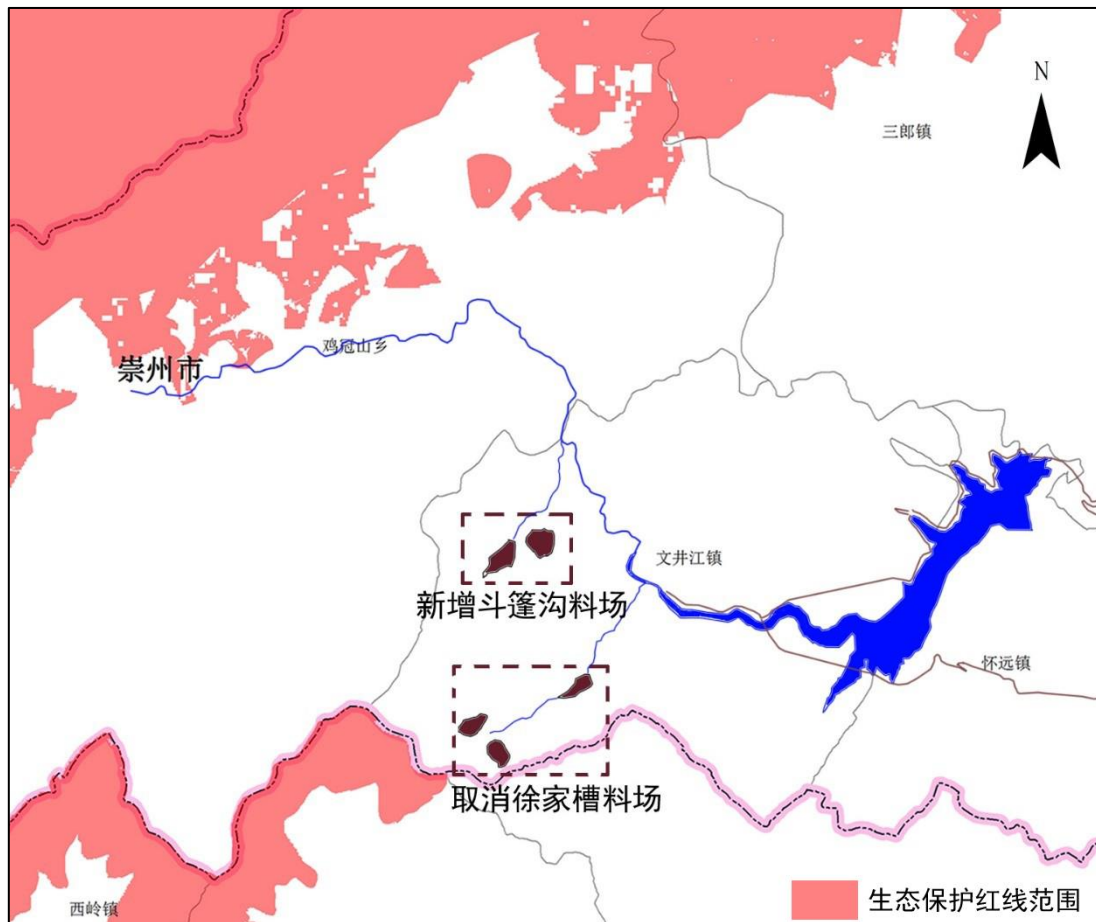 N
三郎镇
鸡冠山乡
崇州市
文井江镇
新增斗篷沟料场
怀远镇
取消徐家槽料场
西岭镇
生态保护红线范围